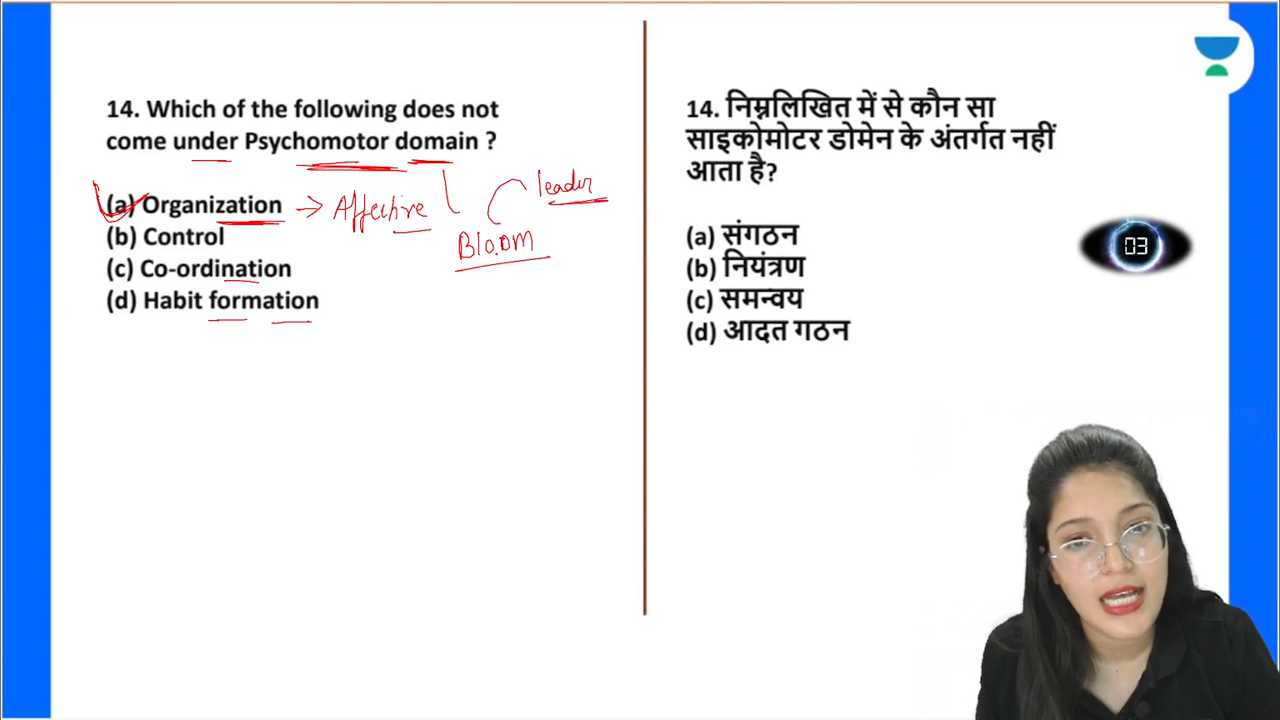 14. Which of the following does not
come under Psychomotor domain ?
(a) Organization → Affective
(b) Control
(c) Co-ordination
(d) Habit formation
leader
BLOOM
14. निम्नलिखित में से कौन सा
साइकोमोटर डोमेन के अंतर्गत नहीं
आता है?
(a) संगठन
(b) नियंत्रण
(c) समन्वय
(d) आदत गठन
03